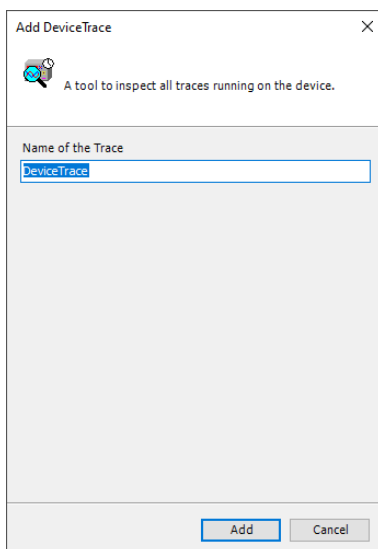 Add DeviceTrace
A tool to inspect all traces running on the device.
Name of the Trace
DeviceTrace
Add
Cancel